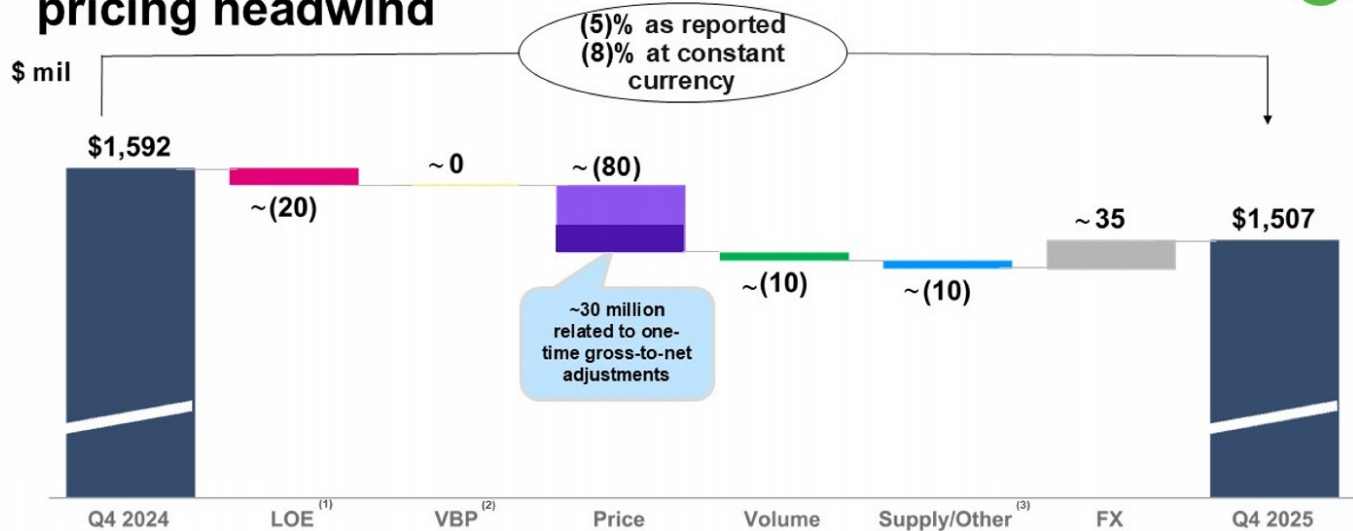 pricing headwind
(5)% as reported
(8)% at constant
currency
$ mil
$1,592
~(20)
~ 0
~ (80)
~(10)
~(10)
~ 35
$1,507
~30 million
related to one-
time gross-to-net
adjustments
Q4 2024
LOE (1)
VBP (2)
Price
Volume
Supply/Other (3)
FX
Q4 2025